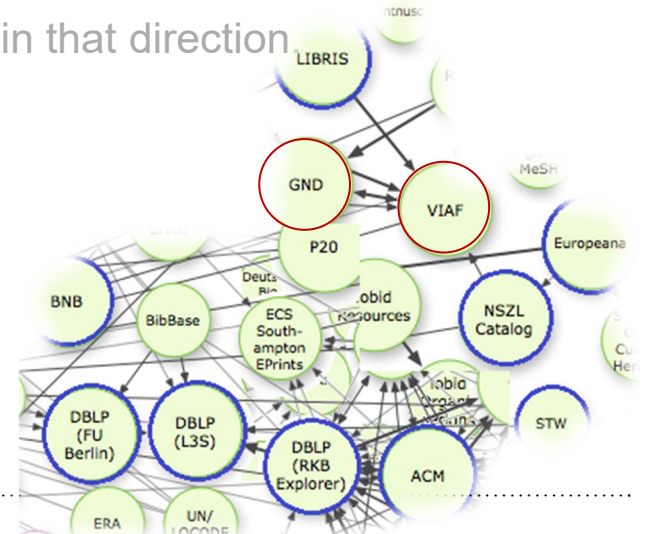 in that direction
LIBRIS
GND
VIAF
MeSH
P20
Europeana
BNB
BibBase
ECS
South-
ampton
EPrints
NSZL
Catalog
DBLP
(FU
Berlin)
DBLP
(L3S)
DBLP
(RKB
Explorer)
ACM
STW
ERA
UN/
LOCODE